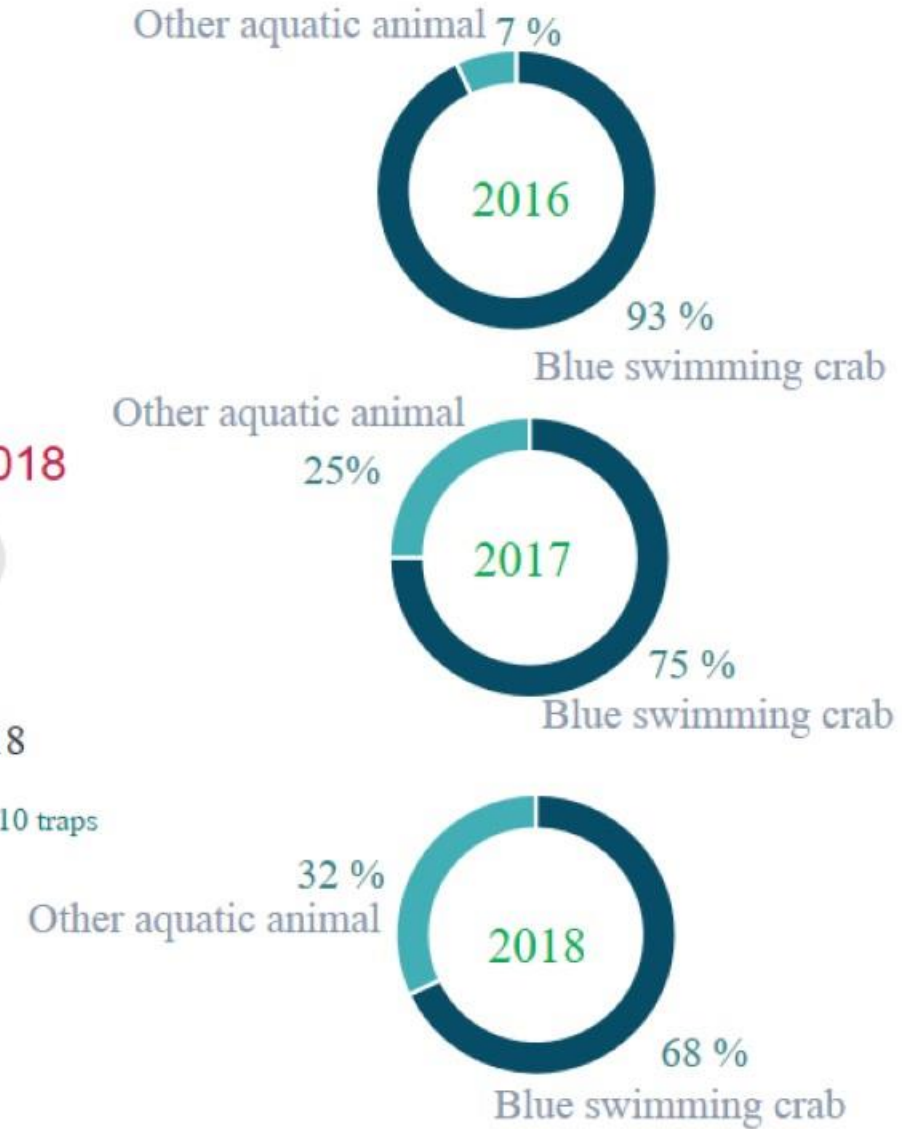 Other aquatic animal 7 %
2016
93 %
Blue swimming crab
Other aquatic animal
018
25%
2017
75 %
Blue swimming crab
8
10 traps
32 %
Other aquatic animal
2018
68 %
Blue swimming crab